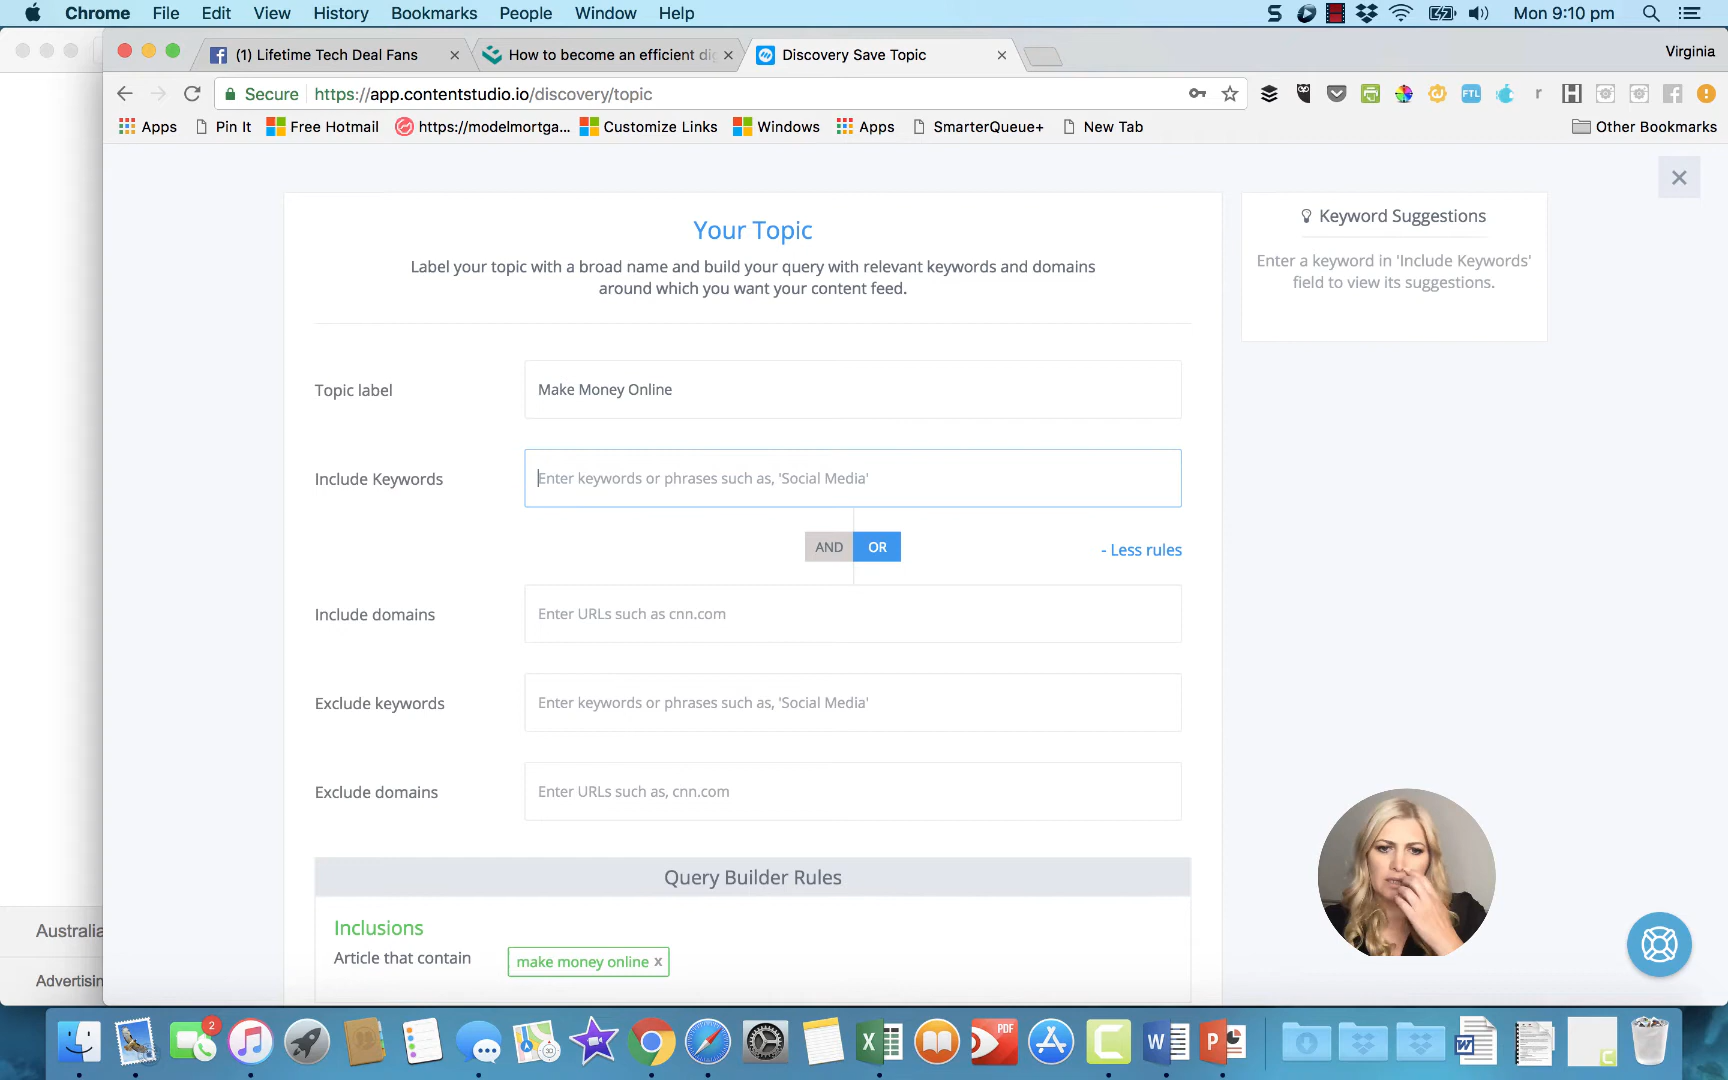 Chrome File Edit View History Bookmarks People Window Help Mon 9:10 pm
(1) Lifetime Tech Deal Fans How to become an efficient di Discovery Save Topic Virginia
Secure https://app.contentstudio.io/discovery/topic FTL r H
Apps Pin It Free Hotmail https://modelmortga... Customize Links Windows Apps SmarterQueue+ New Tab Other Bookmarks
Your Topic
Label your topic with a broad name and build your query with relevant keywords and domains
around which you want your content feed.
Keyword Suggestions
Enter a keyword in 'Include Keywords'
field to view its suggestions.
Topic label Make Money Online
Include Keywords Enter keywords or phrases such as, 'Social Media'
AND OR - Less rules
Include domains Enter URLs such as cnn.com
Exclude keywords Enter keywords or phrases such as, 'Social Media'
Exclude domains Enter URLs such as, cnn.com
Query Builder Rules
Inclusions
Article that contain make money online x
Australia
Advertisin
2
PDF